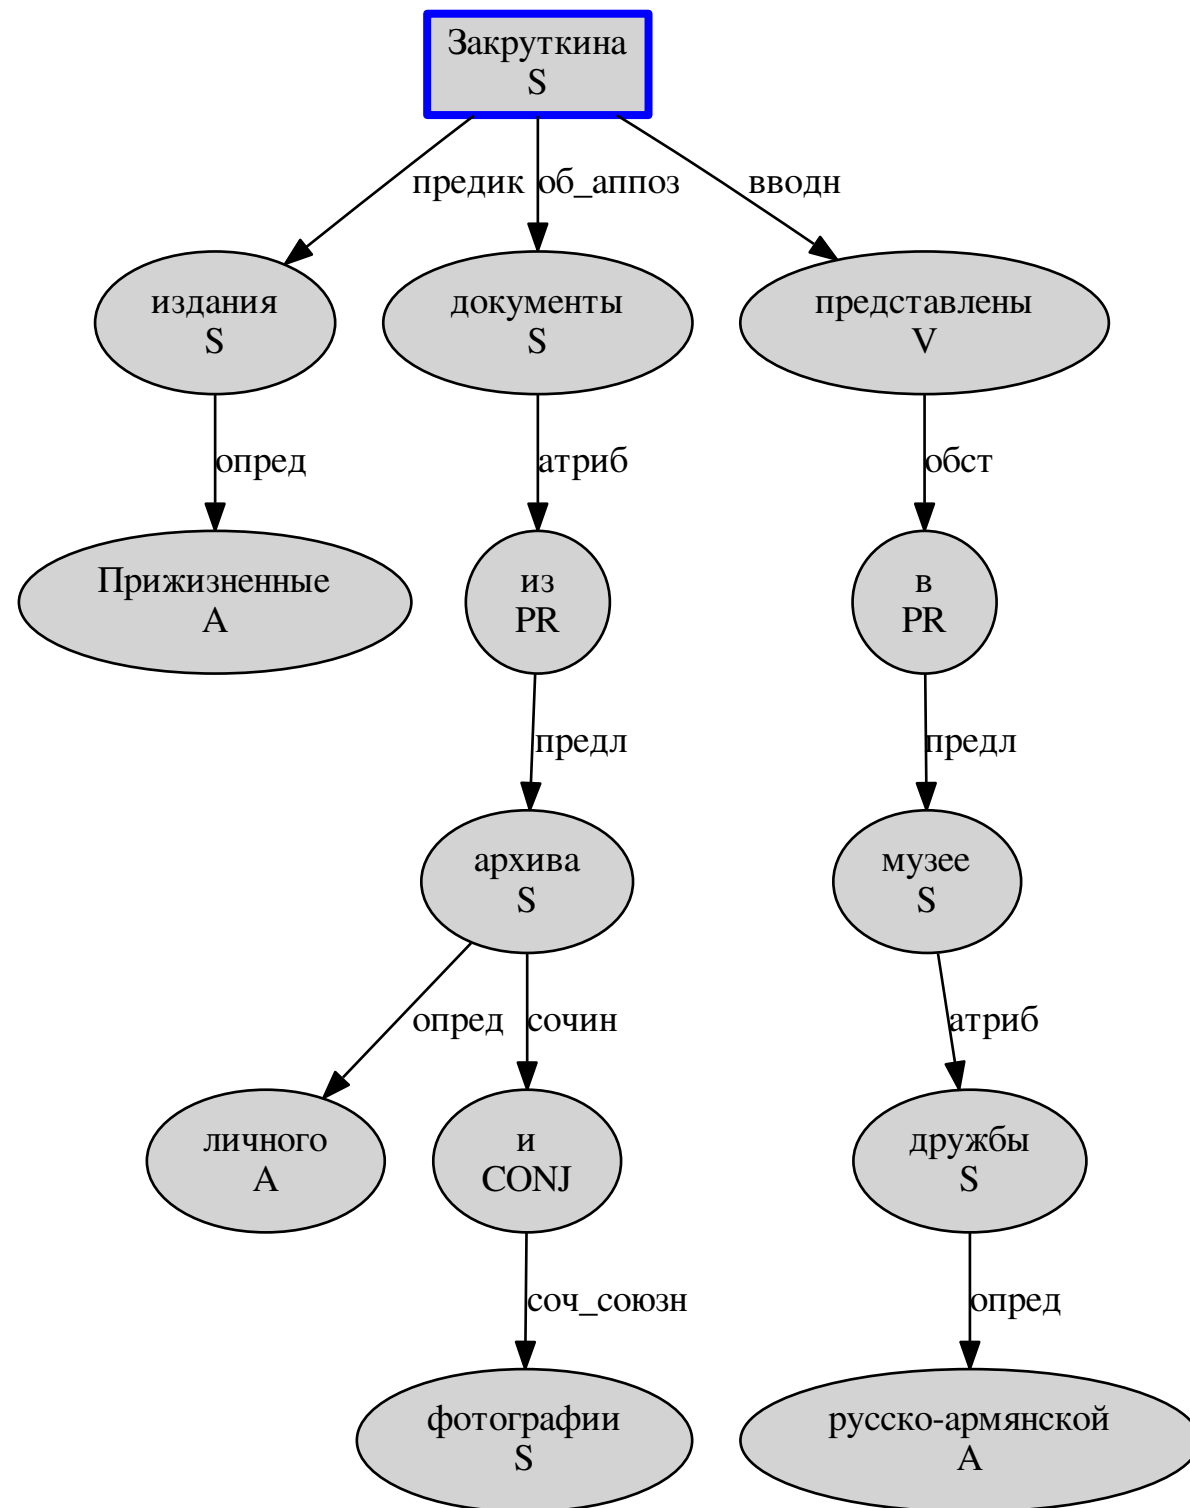 Закруткина
S
предик
об_аппоз
вводн
издания
S
документы
S
представлены
V
опред
атриб
обст
Прижизненные
A
из
PR
в
PR
предл
предл
архива
S
музее
S
опред
сочин
атриб
личного
A
и
CONJ
дружбы
S
соч_союзн
опред
фотографии
S
русско-армянской
A